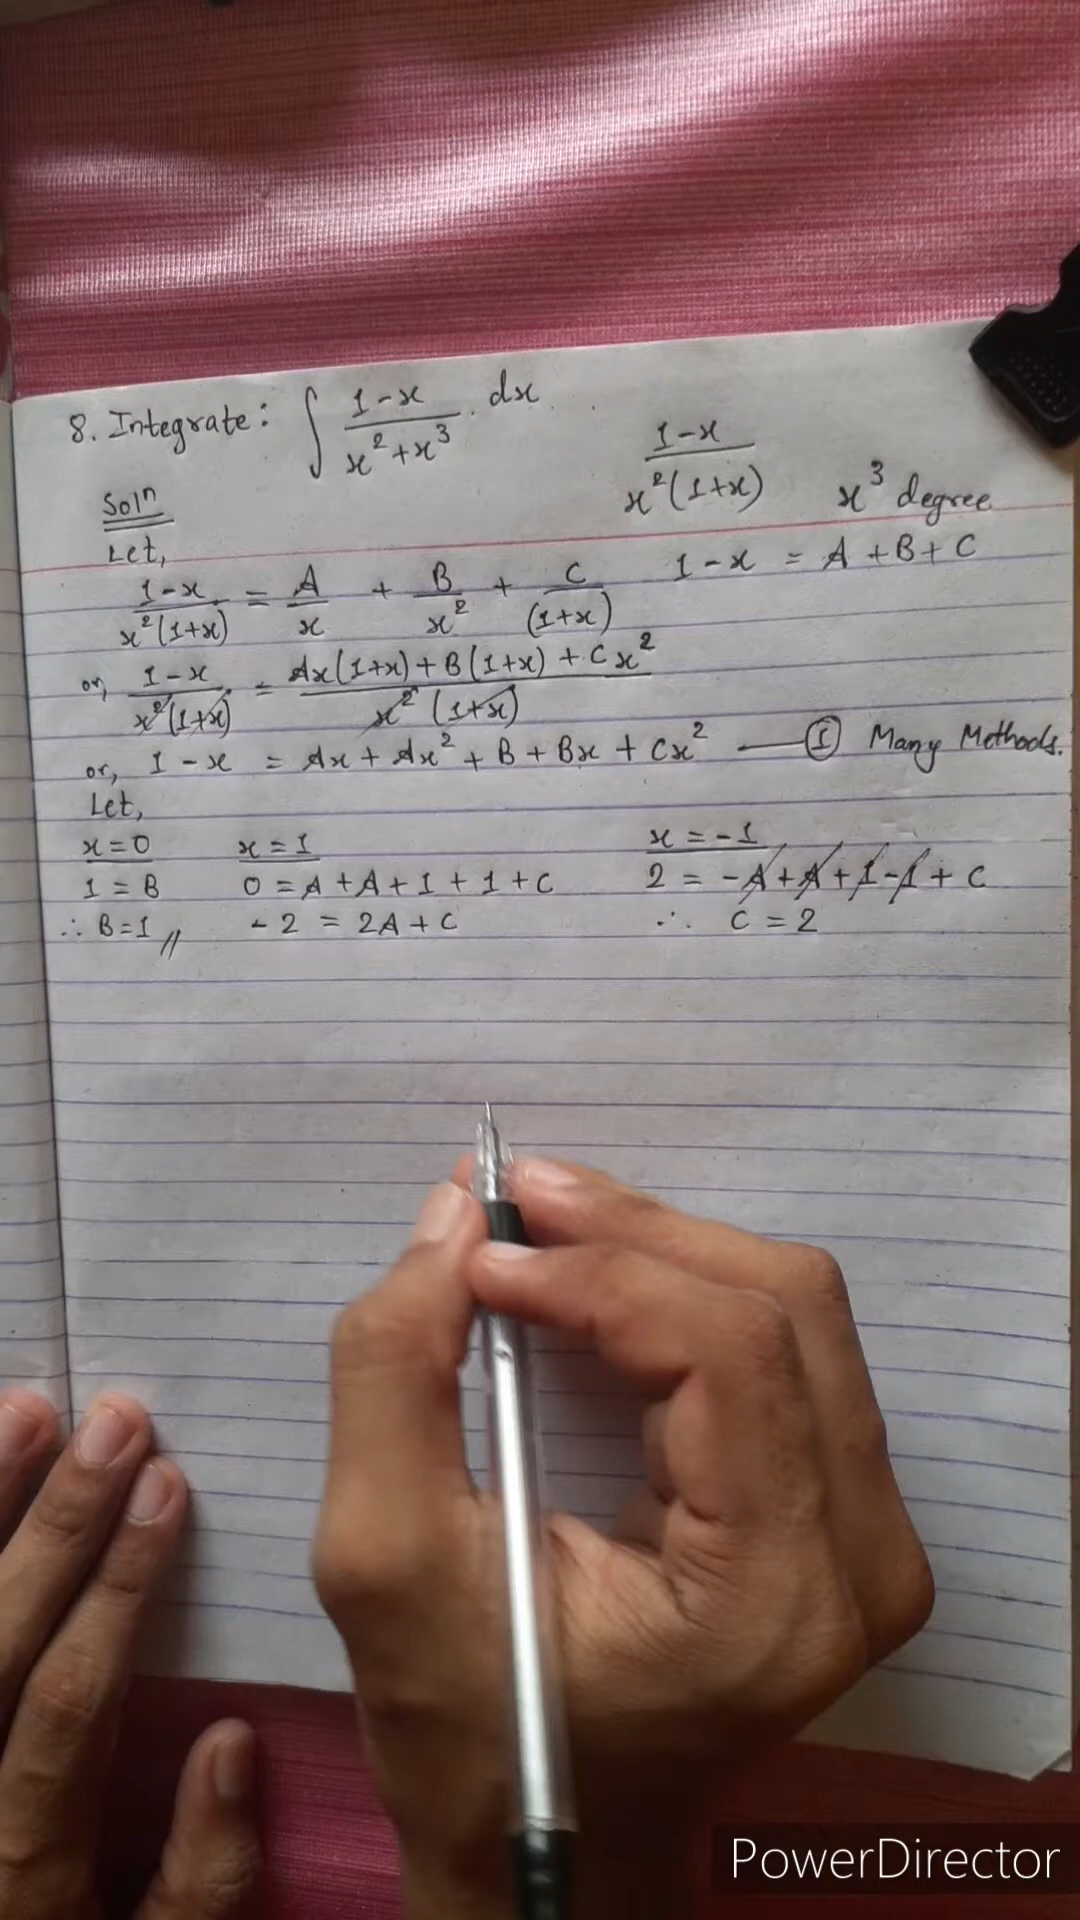 8. Integrate: ∫ (1-x)/(x²+x³) . dx
(1-x)/(x²(1+x)) x³ degree
Soln
Let,
(1-x)/(x²(1+x)) = A/x + B/x² + C/(1+x) 1-x = A+B+C
or, (1-x)/(x²(1+x)) = (Ax(1+x)+B(1+x)+Cx²)/(x²(1+x))
or, 1-x = Ax+Ax²+B+Bx+Cx² — ① Many Methods.
Let,
x=0 x=1 x=-1
1=B 0=A+A+1+1+C 2=-A+A+1-1+C
∴ B=1// -2=2A+C ∴ C=2
PowerDirector